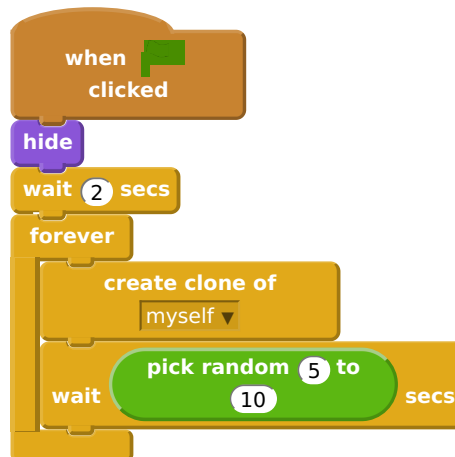 when
clicked
hide
wait 2 secs
forever
create clone of
myself ▼
pick random 5 to
10
wait secs